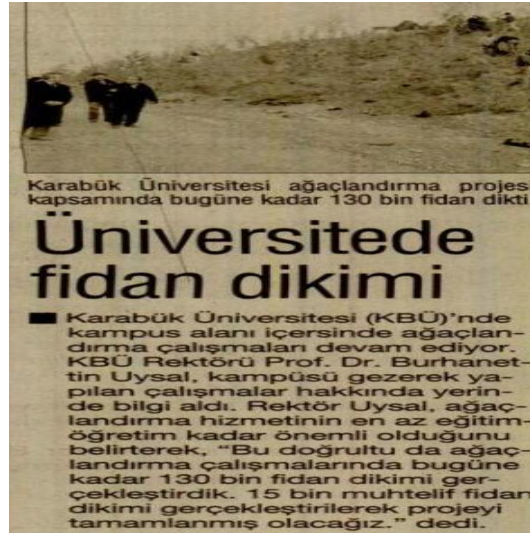 Karabük Üniversitesi ağaçlandırma projes
kapsamında bugüne kadar 130 bin fidan dikti
Üniversitede
fidan dikimi
■ Karabük Üniversitesi (KBÜ)'nde
kampus alanı içersinde ağaçlan-
dırma çalışmaları devam ediyor.
KBÜ Rektörü Prof. Dr. Burhanet-
tin Uysal, kampüsü gezerek ya-
pılan çalışmalar hakkında yerin-
de bilgi aldı. Rektör Uysal, ağaç-
landırma hizmetinin en az eğitim-
öğretim kadar önemli olduğunu
belirterek, "Bu doğrultu da ağaç-
landırma çalışmalarında bugüne
kadar 130 bin fidan dikimi ger-
çekleştirdik. 15 bin muhtelif fidan
dikimi gerçekleştirilerek projeyi
tamamlanmış olacağız." dedi.